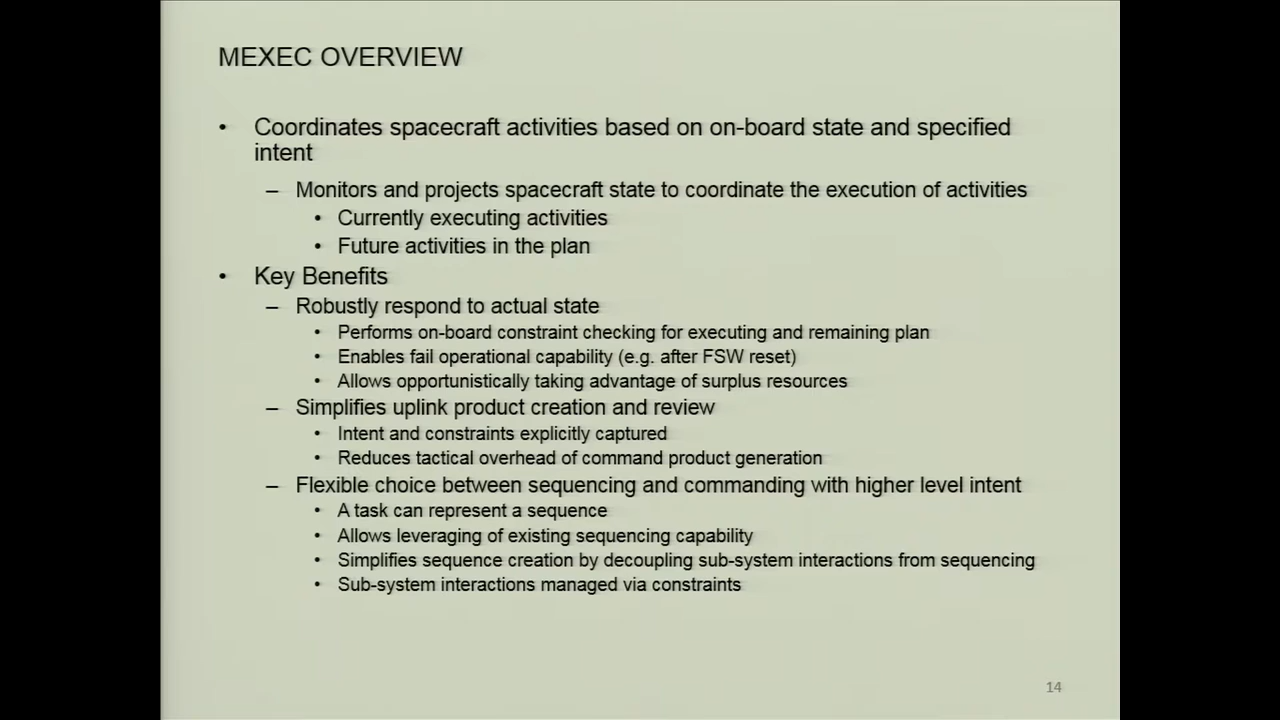 MEXEC OVERVIEW
• Coordinates spacecraft activities based on on-board state and specified
intent
– Monitors and projects spacecraft state to coordinate the execution of activities
• Currently executing activities
• Future activities in the plan
• Key Benefits
– Robustly respond to actual state
• Performs on-board constraint checking for executing and remaining plan
• Enables fail operational capability (e.g. after FSW reset)
• Allows opportunistically taking advantage of surplus resources
– Simplifies uplink product creation and review
• Intent and constraints explicitly captured
• Reduces tactical overhead of command product generation
– Flexible choice between sequencing and commanding with higher level intent
• A task can represent a sequence
• Allows leveraging of existing sequencing capability
• Simplifies sequence creation by decoupling sub-system interactions from sequencing
• Sub-system interactions managed via constraints
14